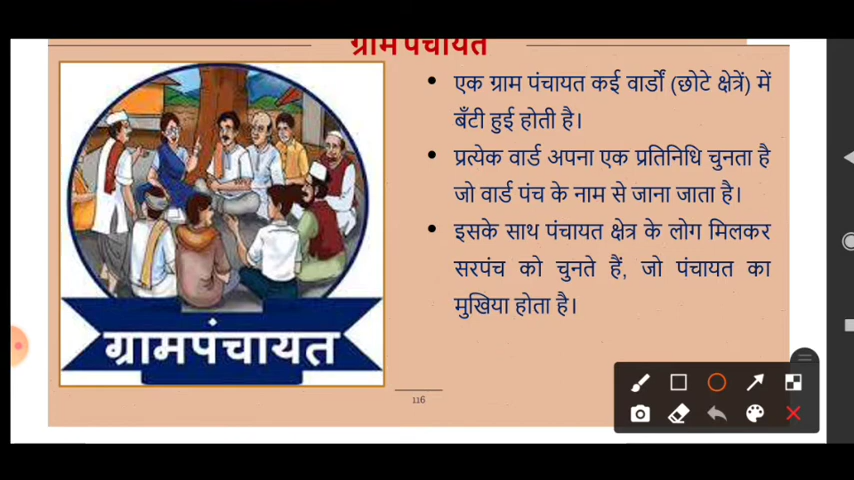 ग्राम पंचायत
एक ग्राम पंचायत कई वार्डों (छोटे क्षेत्रें) में
बँटी हुई होती है।
प्रत्येक वार्ड अपना एक प्रतिनिधि चुनता है
जो वार्ड पंच के नाम से जाना जाता है।
इसके साथ पंचायत क्षेत्र के लोग मिलकर
सरपंच को चुनते हैं, जो पंचायत का
मुखिया होता है।
ग्रामपंचायत
116